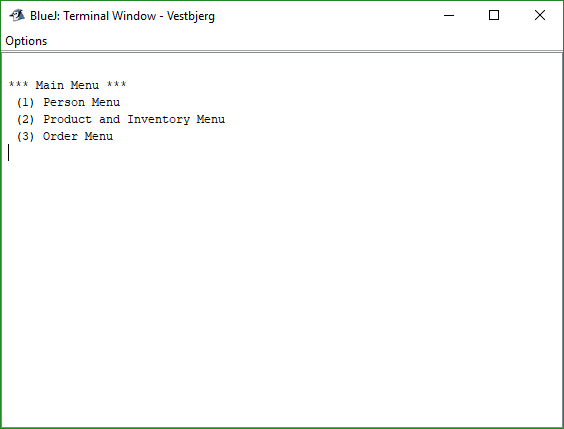 BlueJ: Terminal Window - Vestbjerg
Options
*** Main Menu ***
(1) Person Menu
(2) Product and Inventory Menu
(3) Order Menu